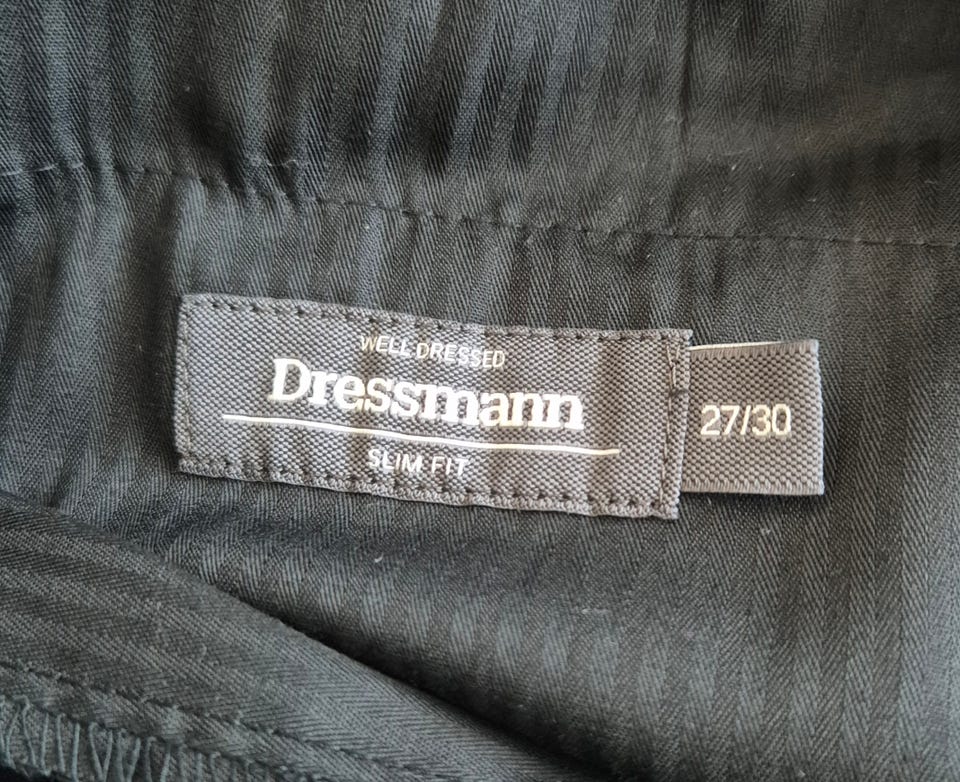 WELL DRESSED
Dressmann
SLIM FIT
27/30